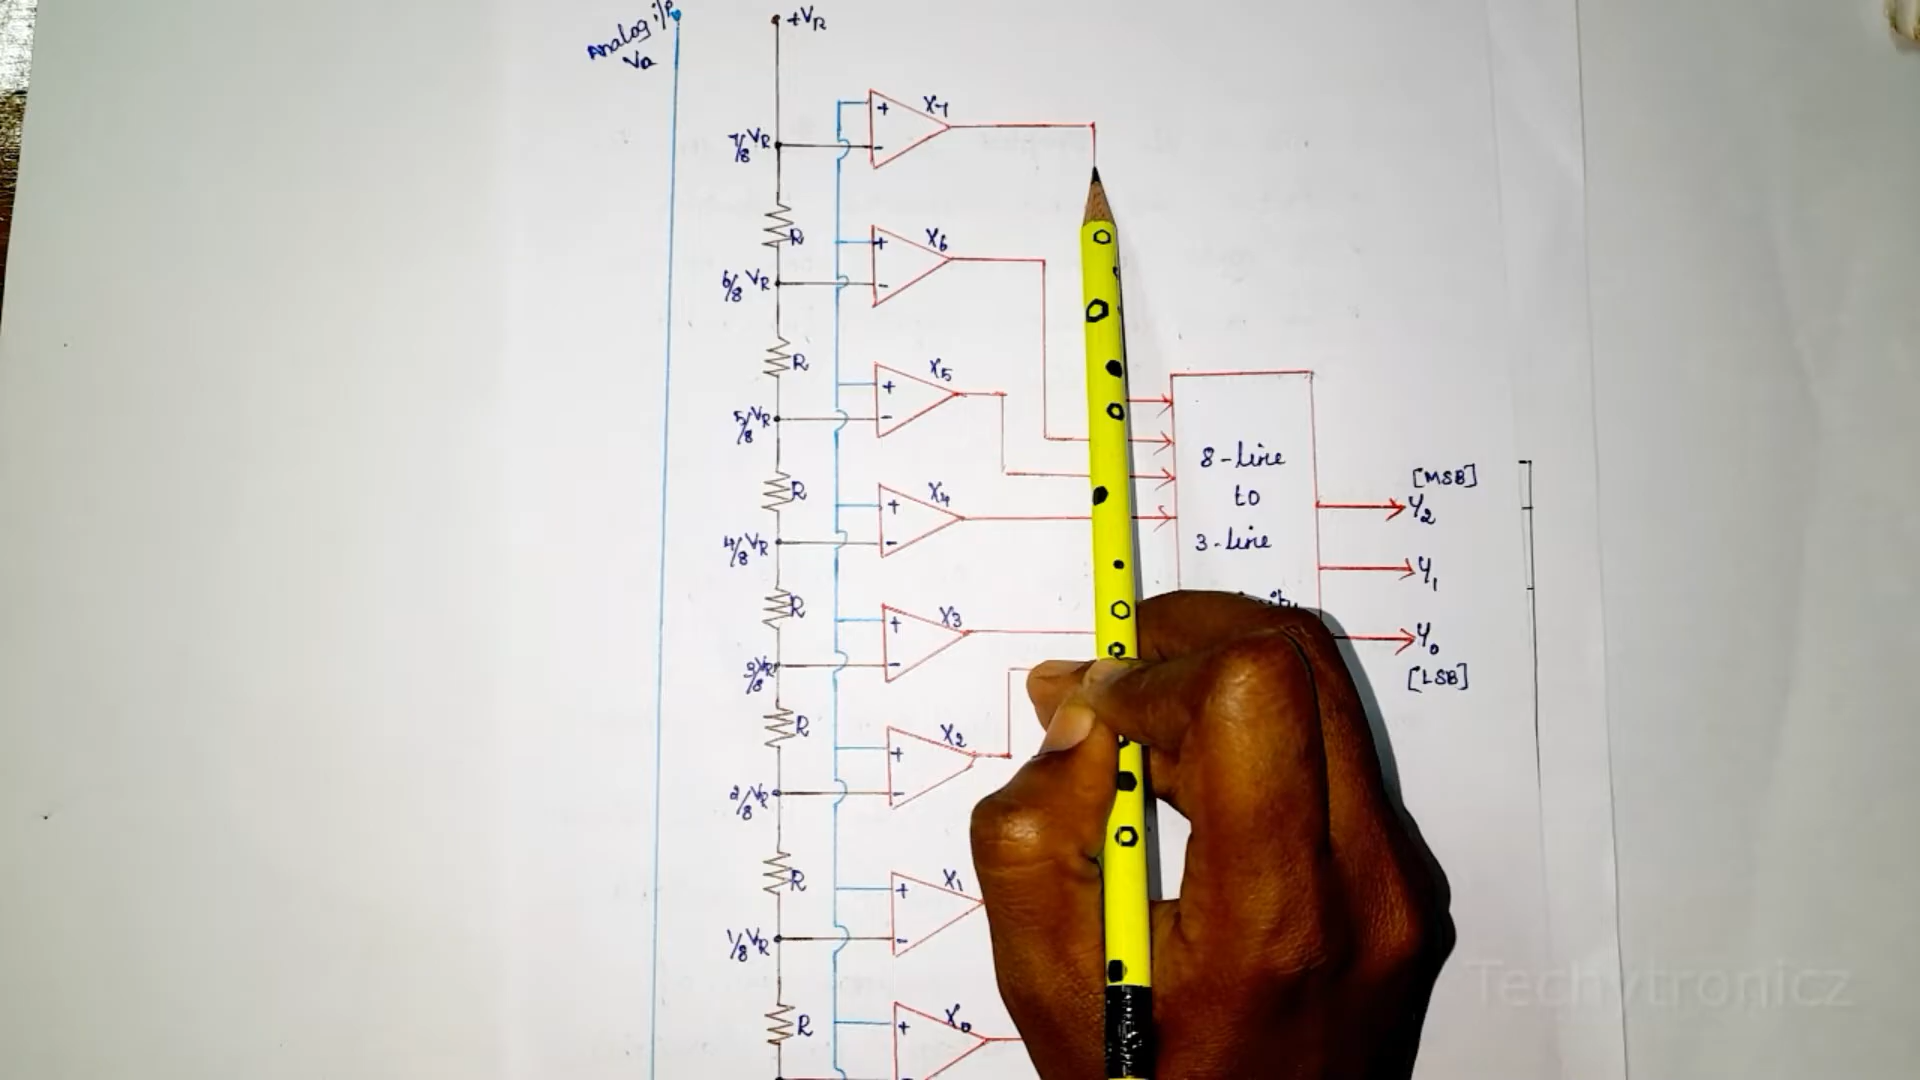 Analog i/p
Va
+VR
7/8 VR
+
-
X7
R
6/8 VR
+
-
X6
R
5/8 VR
+
-
X5
R
4/8 VR
+
-
X4
R
3/8 VR
+
-
X3
R
2/8 VR
+
-
X2
R
1/8 VR
+
-
X1
R
+
-
X0
8-line
to
3-line
[MSB]
Y2
Y1
Y0
[LSB]
Techytronicz